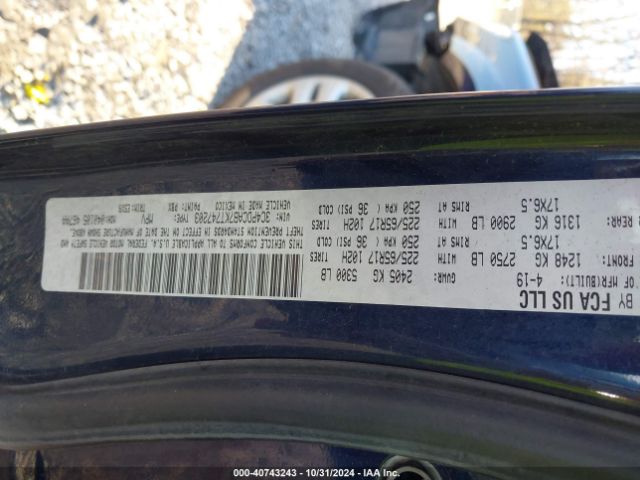 BY FCA US LLC
OF MFR(BUILT): 4-19 GVWR: 2405 KG 5300 LB
FRONT: 1248 KG 2750 LB WITH 225/65R17 102H TIRES
17X6.5 RIMS AT 250 KPA( 36 PSI) COLD
REAR: 1316 KG 2900 LB WITH 225/65R17 102H TIRES
17X6.5 RIMS AT 250 KPA( 36 PSI) COLD
THIS VEHICLE CONFORMS TO ALL APPLICABLE U.S.A. FEDERAL MOTOR VEHICLE SAFETY AND
THEFT PREVENTION STANDARDS IN EFFECT ON THE DATE OF MANUFACTURE SHOWN ABOVE.
VIN: 3C4PDCAB7KT747203 TYPE: MPV
VEHICLE MADE IN MEXICO PAINT: PBX
000-40743243 - 10/31/2024 - IAA Inc.